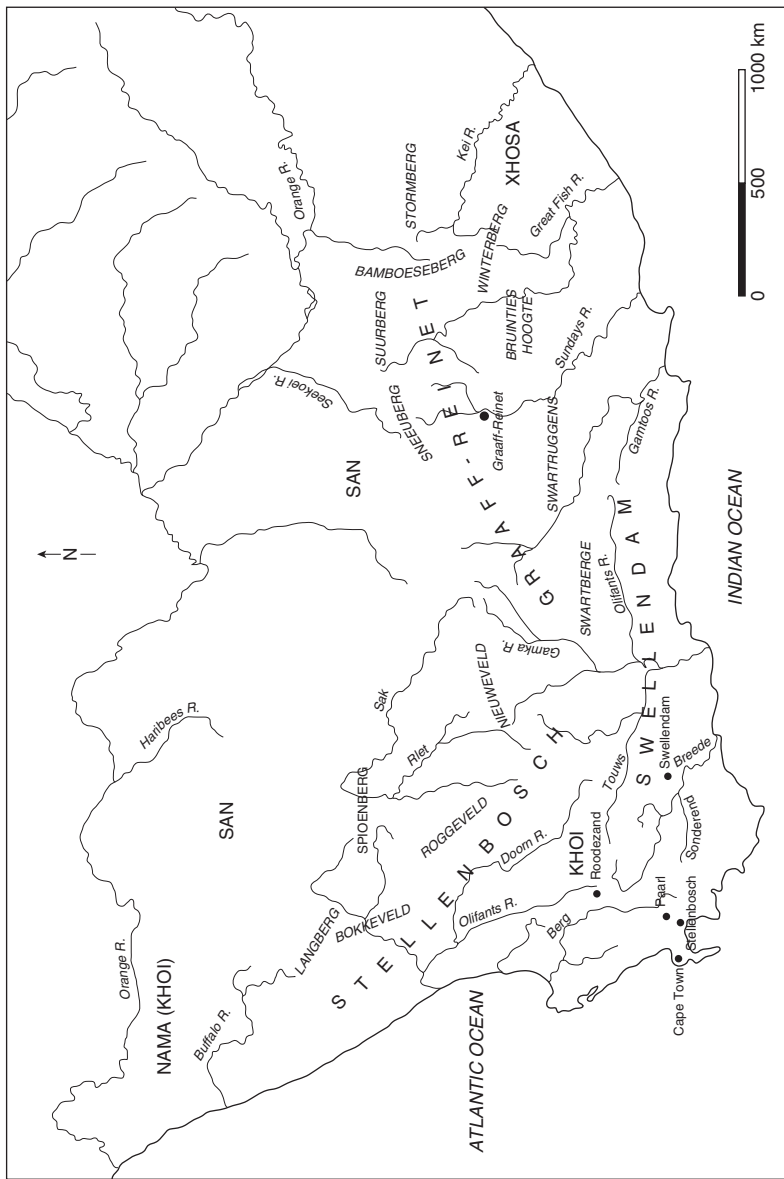 N
Orange R.
NAMA (KHOI)
Buffalo R.
LANGBERG
BOKKEVELD
STELLENBOSCH
SAN
Haribees R.
SPIOENBERG
Sak
Riet
ROGGEVELD
NIEUWEVELD
Gamka R.
Doorn R.
Olifants R.
KHOI
Roodezand
Touws
Berg
Paarl
Stellenbosch
Cape Town
Sonderend
Swellendam
Breede
SWELLENDAM
SWARTBERGE
Olifants R.
Gamtoos R.
SAN
Seekoei R.
SNEEUBERG
GRAAFF-REINET
Graaff-Reinet
SWARTRUGGENS
SUURBERG
BAMBOESEBERG
BRUINTIES
HOOGTE
Sundays R.
WINTERBERG
Great Fish R.
Orange R.
STORMBERG
Kei R.
XHOSA
ATLANTIC OCEAN
INDIAN OCEAN
0 500 1000 km